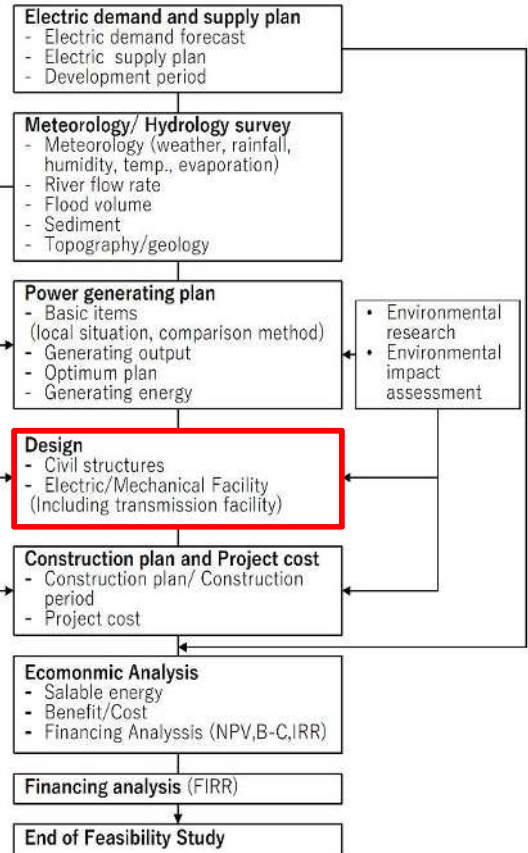 Electric demand and supply plan
- Electric demand forecast
- Electric supply plan
- Development period
Meteorology/ Hydrology survey
- Meteorology (weather, rainfall,
humidity, temp., evaporation)
- River flow rate
- Flood volume
- Sediment
- Topography/geology
Power generating plan
- Basic items
(local situation, comparison method)
- Generating output
- Optimum plan
- Generating energy
• Environmental
research
• Environmental
impact
assessment
Design
- Civil structures
- Electric/Mechanical Facility
(Including transmission facility)
Construction plan and Project cost
- Construction plan/ Construction
period
- Project cost
Ecomonmic Analysis
- Salable energy
- Benefit/Cost
- Financing Analyssis (NPV,B-C,IRR)
Financing analysis (FIRR)
End of Feasibility Study